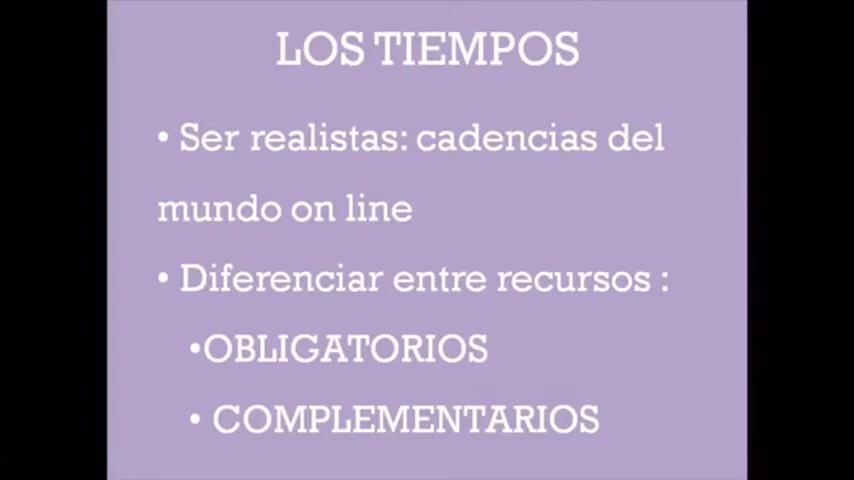 LOS TIEMPOS
• Ser realistas: cadencias del
mundo on line
• Diferenciar entre recursos :
•OBLIGATORIOS
• COMPLEMENTARIOS